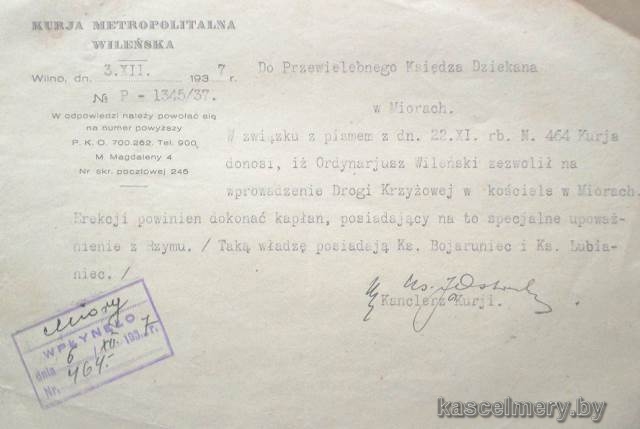 KURJA METROPOLITALNA
WILEŃSKA
Wilno, dn. 3.XII. 1937 r.
№ P - 1345/37.
W odpowiedzi należy powołać się
na numer powyższy
P. K. O. 700.262. Tel. 900.
M. Magdaleny 4
Nr. skr. pocztowej 246
Do Przewielebnego Księdza Dziekana
w Miorach.
W związku z pismem z dn. 22.XI. rb. N. 464 Kurja
donosi, iż Ordynarjusz Wileński zezwolił na
wprowadzenie Drogi Krzyżowej w kościele w Miorach.
Erekcji powinien dokonać kapłan, posiadający na to specjalne upoważ-
nienie z Rzymu. / Taką władzę posiadają Ks. Bojaruniec i Ks. Lubia-
niec. /
Ks. J.
Kanclerz Kurji.
Miory
WPŁYNĘŁO
dnia 6 XII. 1937 r.
Nr. 464.-
kascelmery.by